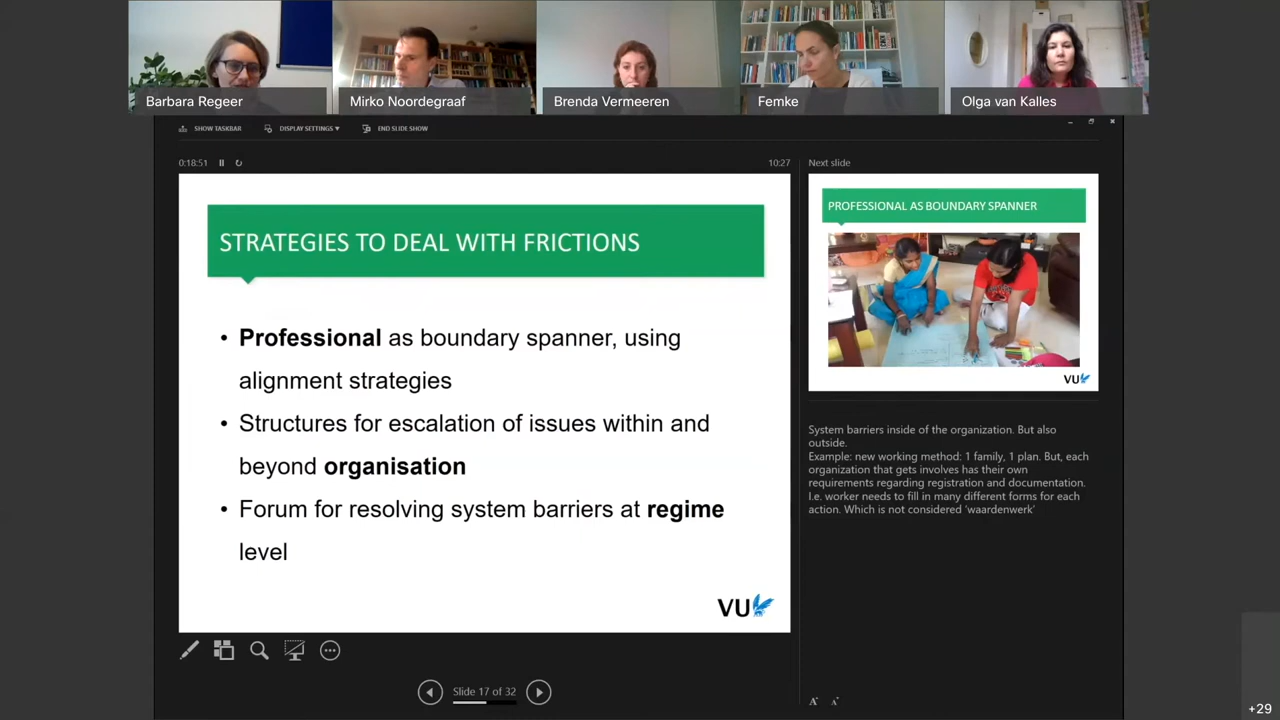 Barbara Regeer
Mirko Noordegraaf
Brenda Vermeeren
Femke
Olga van Kalles
SHOW TASKBAR
DISPLAY SETTINGS ▾
END SLIDE SHOW
0:18:51
10:27
Next slide
STRATEGIES TO DEAL WITH FRICTIONS
• Professional as boundary spanner, using
alignment strategies
• Structures for escalation of issues within and
beyond organisation
• Forum for resolving system barriers at regime
level
VU
PROFESSIONAL AS BOUNDARY SPANNER
VU
System barriers inside of the organization. But also
outside.
Example: new working method: 1 family, 1 plan. But, each
organization that gets involves has their own
requirements regarding registration and documentation.
I.e. worker needs to fill in many different forms for each
action. Which is not considered 'waardenwerk'
Slide 17 of 32
A
A
+29